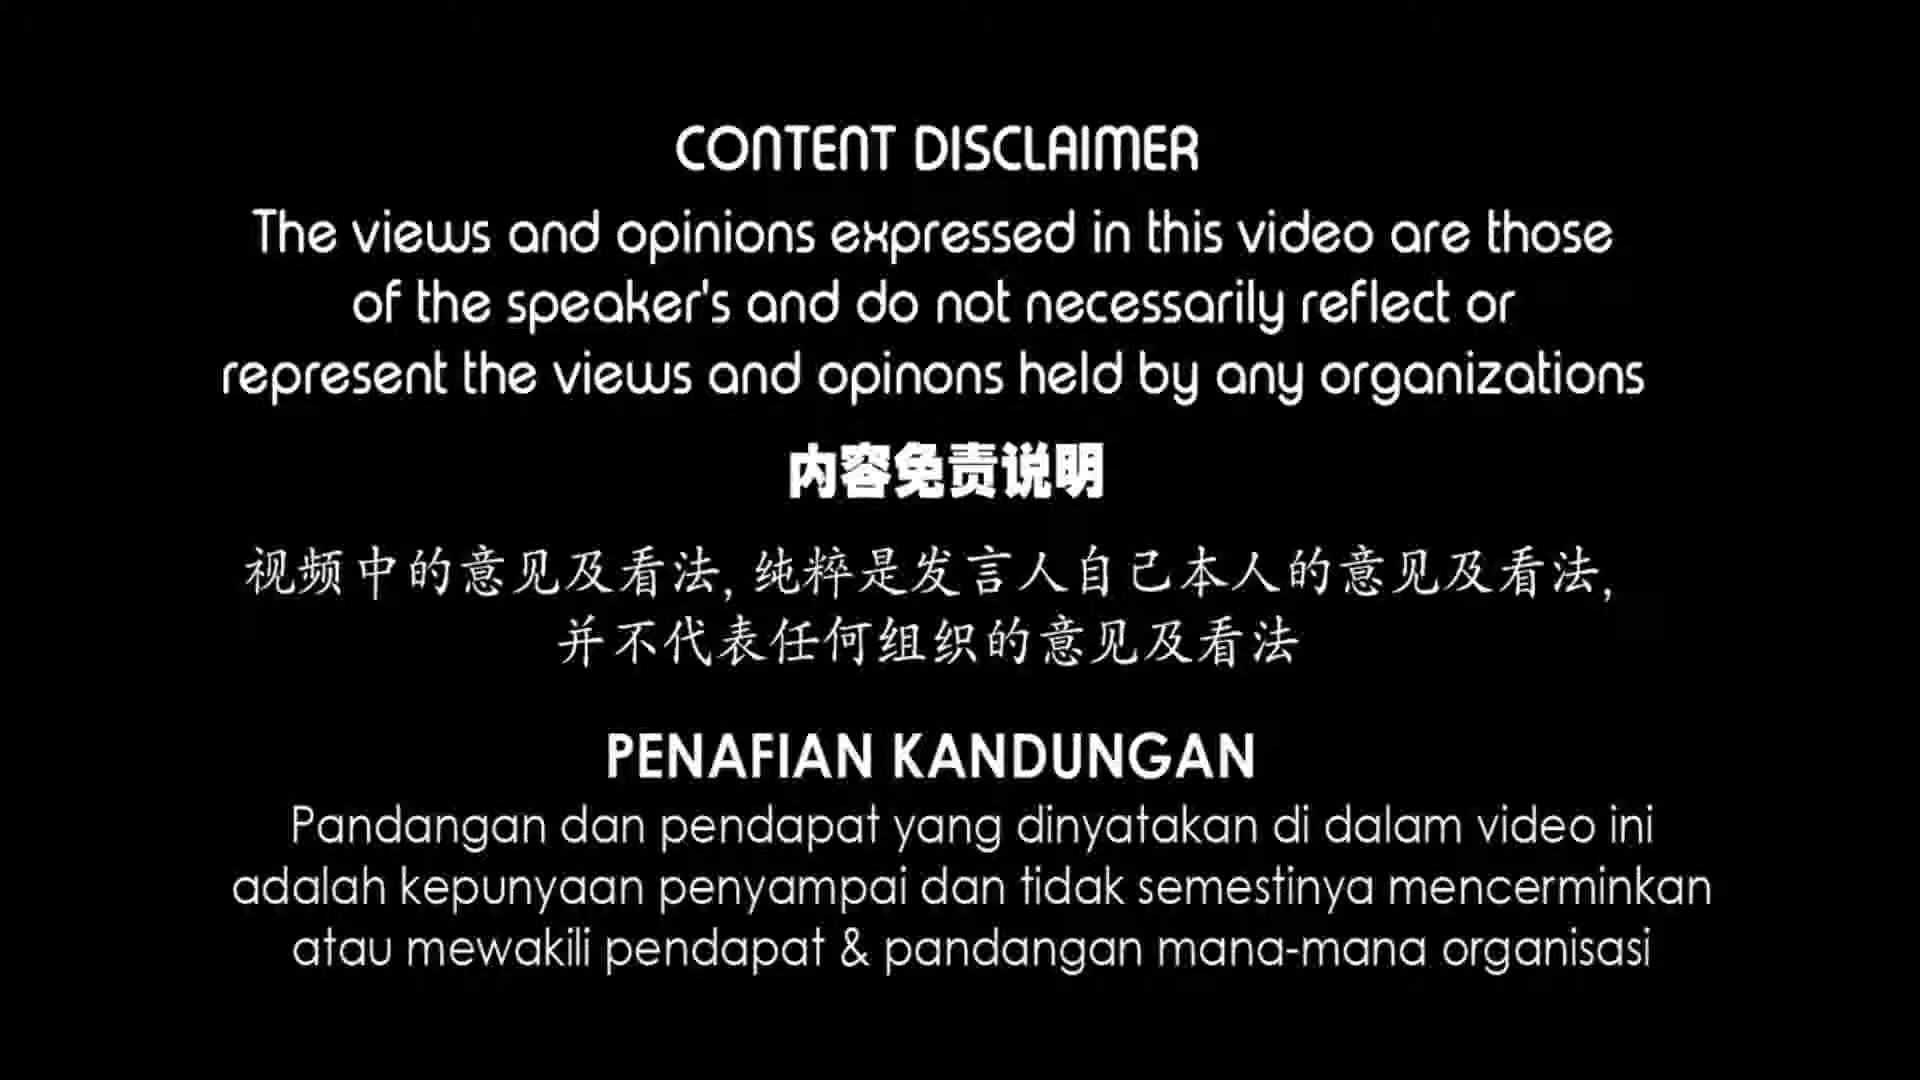 CONTENT DISCLAIMER
The views and opinions expressed in this video are those
of the speaker's and do not necessarily reflect or
represent the views and opinons held by any organizations
内容免责说明
视频中的意见及看法, 纯粹是发言人自己本人的意见及看法,
并不代表任何组织的意见及看法
PENAFIAN KANDUNGAN
Pandangan dan pendapat yang dinyatakan di dalam video ini
adalah kepunyaan penyampai dan tidak semestinya mencerminkan
atau mewakili pendapat & pandangan mana-mana organisasi